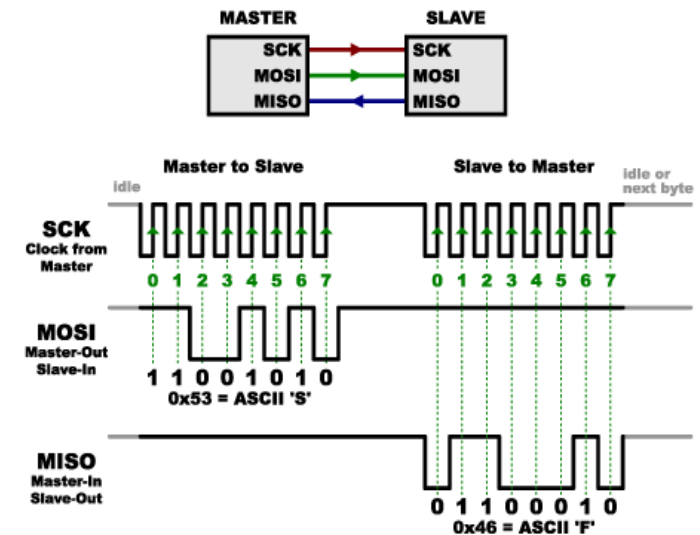 MASTER SLAVE
SCK SCK
MOSI MOSI
MISO MISO
Master to Slave Slave to Master
idle
idle or
next byte
SCK
Clock from
Master
0 1 2 3 4 5 6 7 0 1 2 3 4 5 6 7
MOSI
Master-Out
Slave-In
1 1 0 0 1 0 1 0
0x53 = ASCII 'S'
MISO
Master-In
Slave-Out
0 1 1 0 0 0 1 0
0x46 = ASCII 'F'